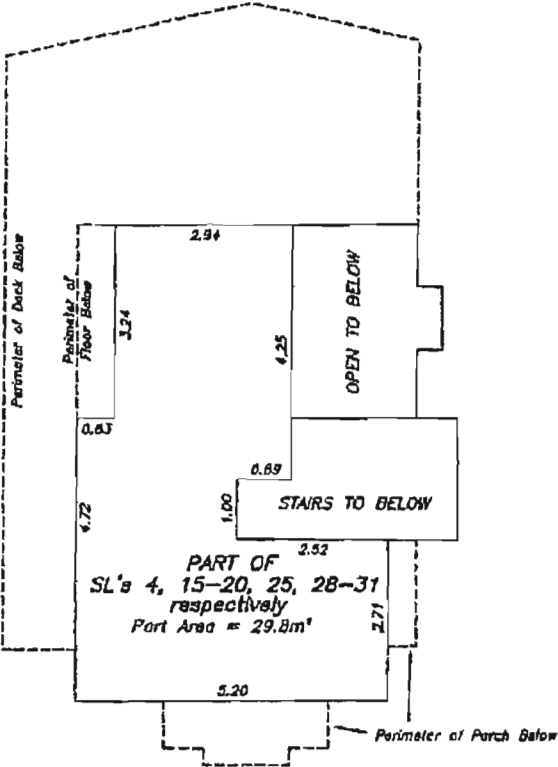 2.94
Perimeter of Deck Below
Perimeter of
Floor Below
3.24
4.25
OPEN TO BELOW
0.63
0.89
4.72
1.00
STAIRS TO BELOW
2.52
PART OF
SL's 4, 15-20, 25, 28-31
respectively
Part Area = 29.8m²
2.71
5.20
Perimeter of Porch Below